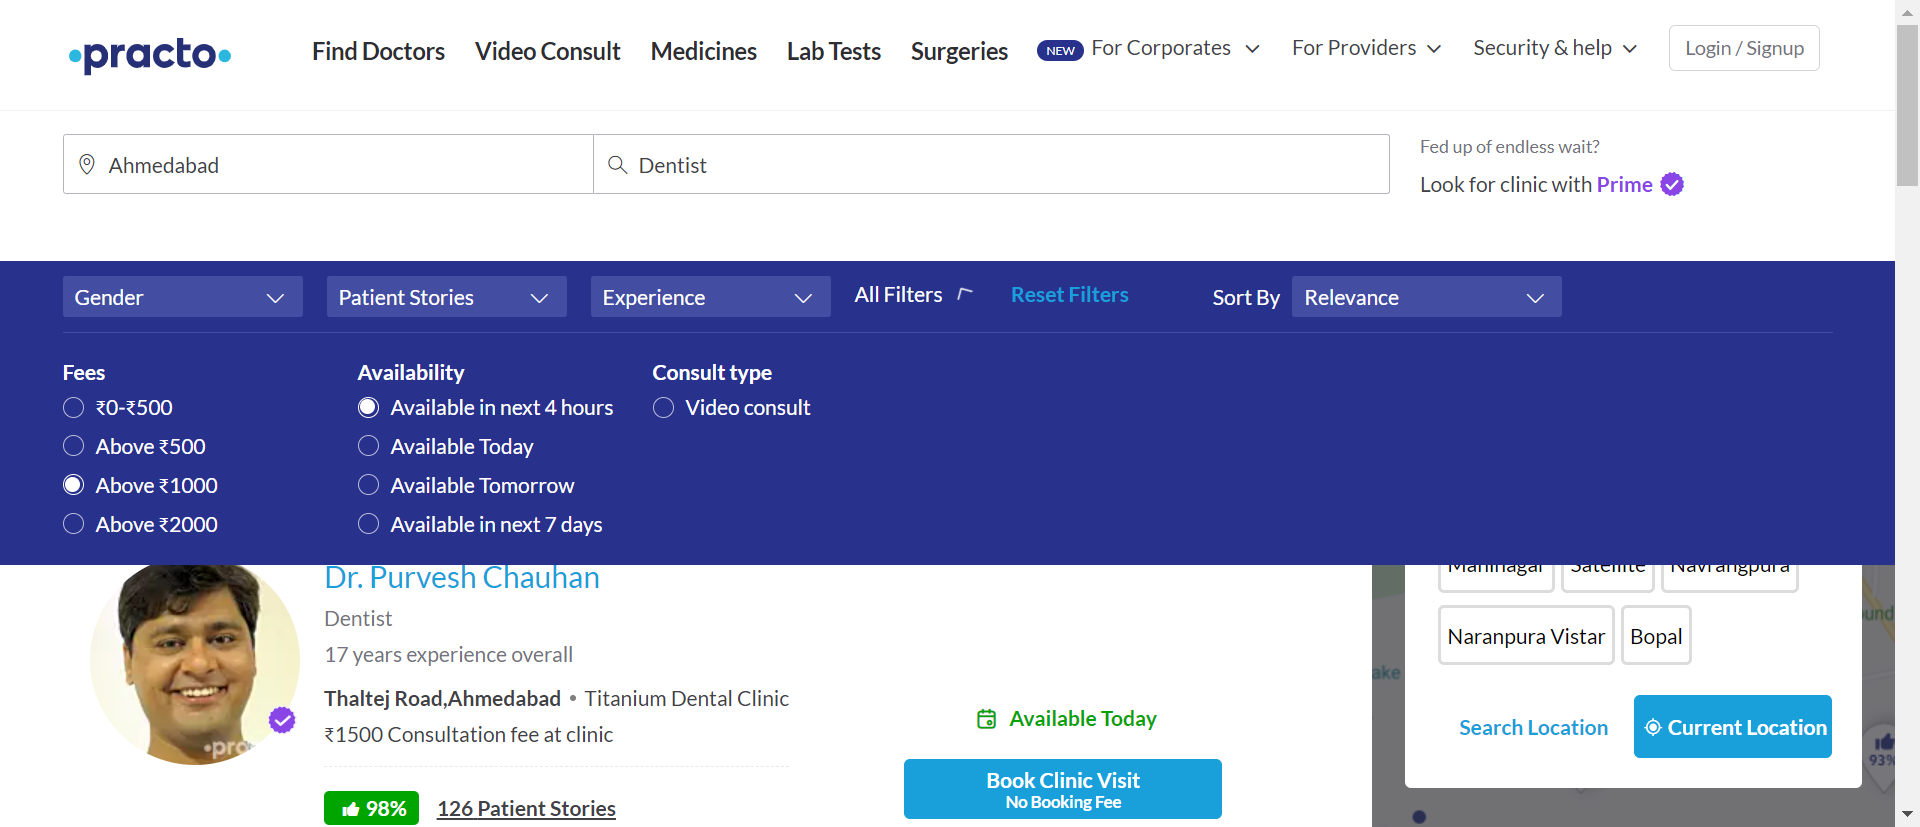 practo
Find Doctors
Video Consult
Medicines
Lab Tests
Surgeries
NEW For Corporates
For Providers
Security & help
Login / Signup
Ahmedabad
Dentist
Fed up of endless wait?
Look for clinic with Prime
Gender
Patient Stories
Experience
All Filters
Reset Filters
Sort By
Relevance
Fees
₹0-₹500
Above ₹500
Above ₹1000
Above ₹2000
Availability
Available in next 4 hours
Available Today
Available Tomorrow
Available in next 7 days
Consult type
Video consult
Dr. Purvesh Chauhan
Dentist
17 years experience overall
Thaltej Road,Ahmedabad • Titanium Dental Clinic
₹1500 Consultation fee at clinic
98%
126 Patient Stories
Available Today
Book Clinic Visit
No Booking Fee
Maninagar
Satellite
Navrangpura
Naranpura Vistar
Bopal
Search Location
Current Location
93%